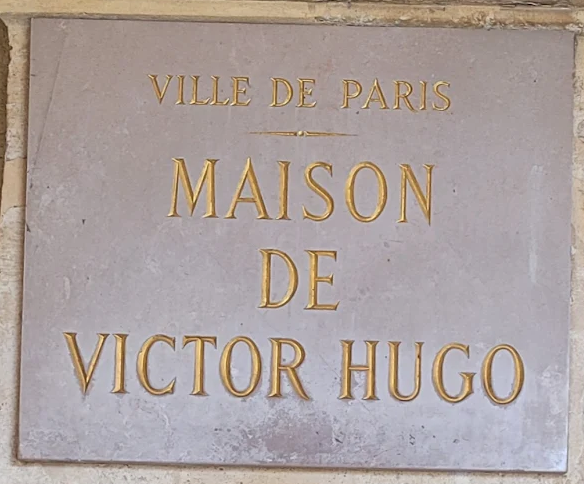 VILLE DE PARIS
MAISON
DE
VICTOR HUGO